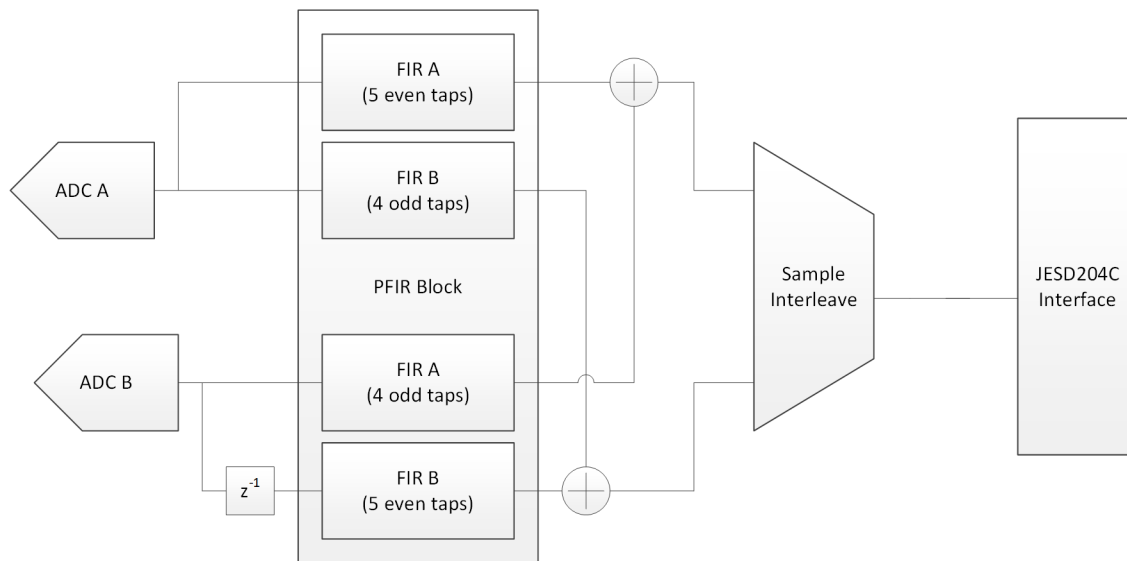 FIR A
(5 even taps)
ADC A
FIR B
(4 odd taps)
PFIR Block
Sample
Interleave
JESD204C
Interface
ADC B
FIR A
(4 odd taps)
z⁻¹
FIR B
(5 even taps)